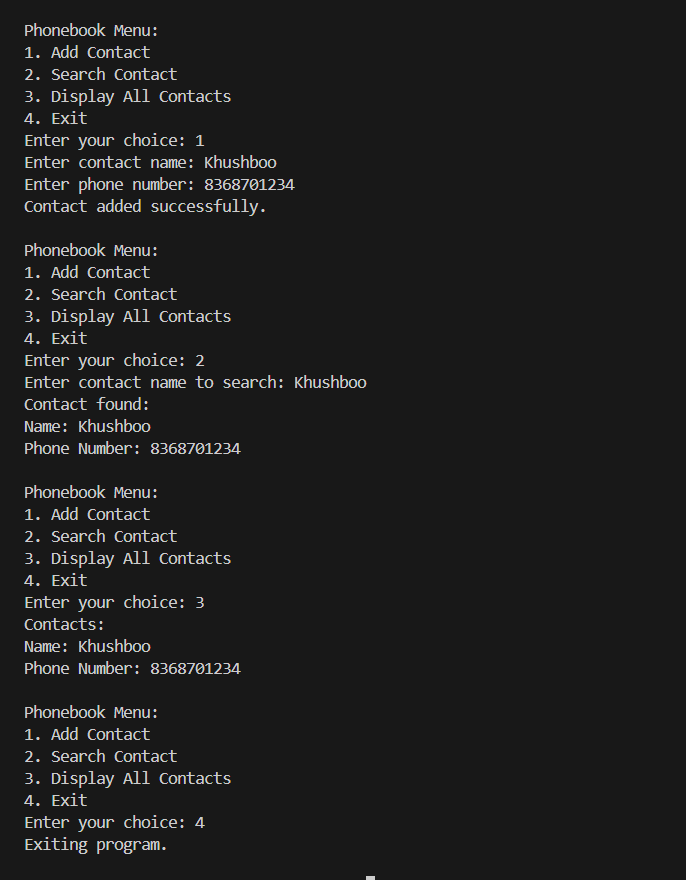 Phonebook Menu:
1. Add Contact
2. Search Contact
3. Display All Contacts
4. Exit
Enter your choice: 1
Enter contact name: Khushboo
Enter phone number: 8368701234
Contact added successfully.

Phonebook Menu:
1. Add Contact
2. Search Contact
3. Display All Contacts
4. Exit
Enter your choice: 2
Enter contact name to search: Khushboo
Contact found:
Name: Khushboo
Phone Number: 8368701234

Phonebook Menu:
1. Add Contact
2. Search Contact
3. Display All Contacts
4. Exit
Enter your choice: 3
Contacts:
Name: Khushboo
Phone Number: 8368701234

Phonebook Menu:
1. Add Contact
2. Search Contact
3. Display All Contacts
4. Exit
Enter your choice: 4
Exiting program.